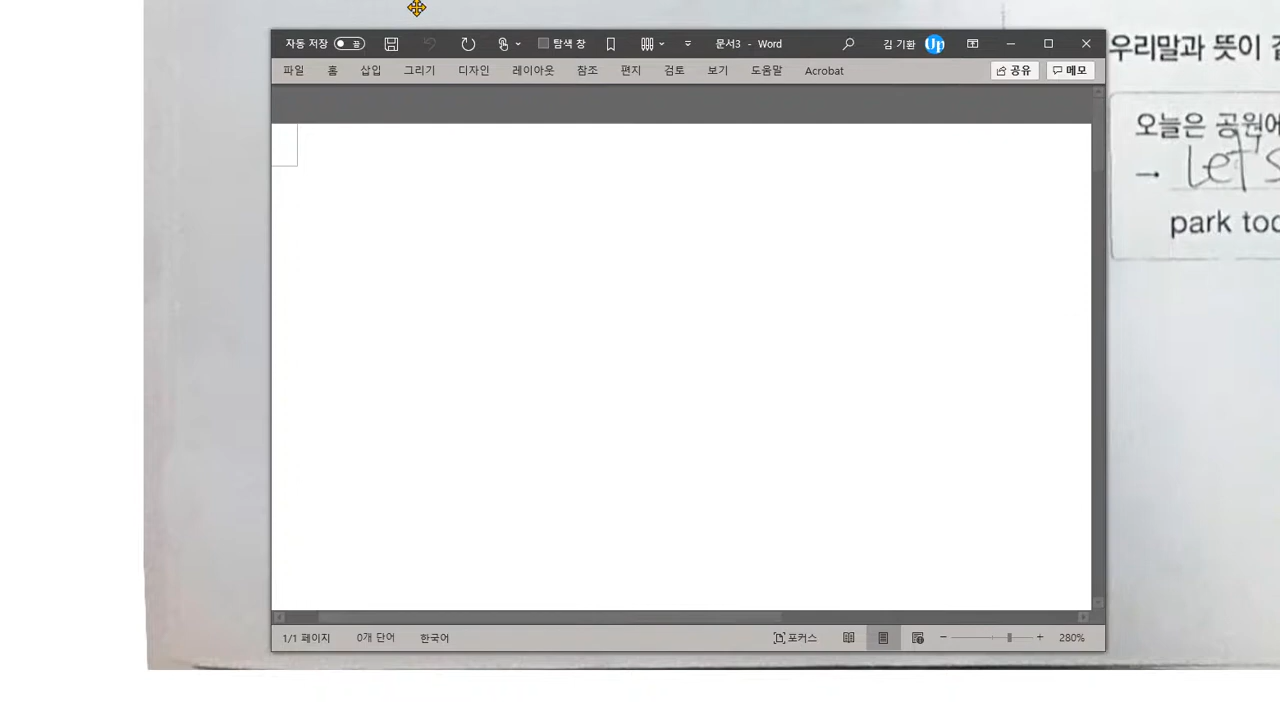 자동 저장 끔 탐색 창 문서3 - Word 김 기환 Up
파일 홈 삽입 그리기 디자인 레이아웃 참조 편지 검토 보기 도움말 Acrobat 공유 메모
1/1 페이지 0개 단어 한국어 포커스 280%
우리말과 뜻이
오늘은 공원에
→ Let's
park